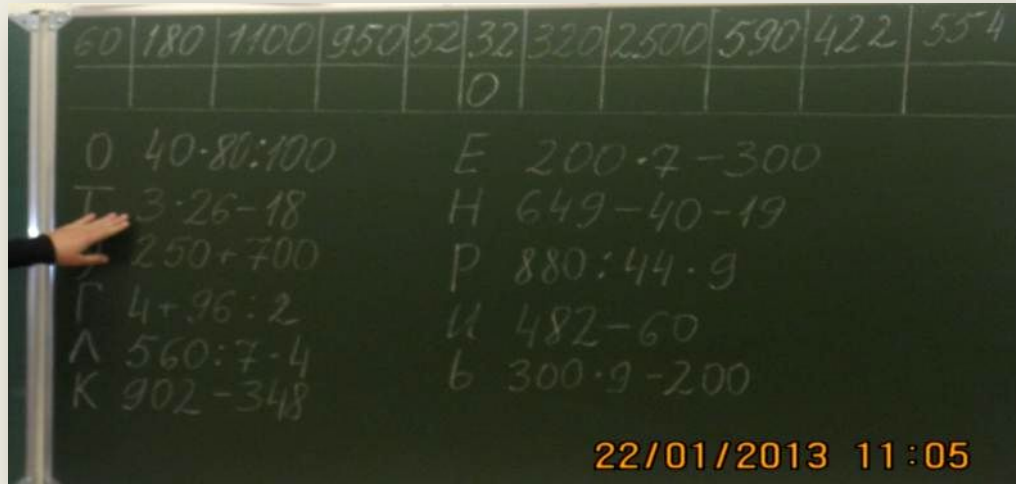 60 180 1100 950 52 32 320 2500 590 422 554
О
О 40·80:100
Т 3·26-18
250+700
Г 4+96:2
Л 560:7·4
К 902-348
Е 200·7-300
Н 649-40-19
Р 880:44·9
И 482-60
Ь 300·9-200
22/01/2013 11:05